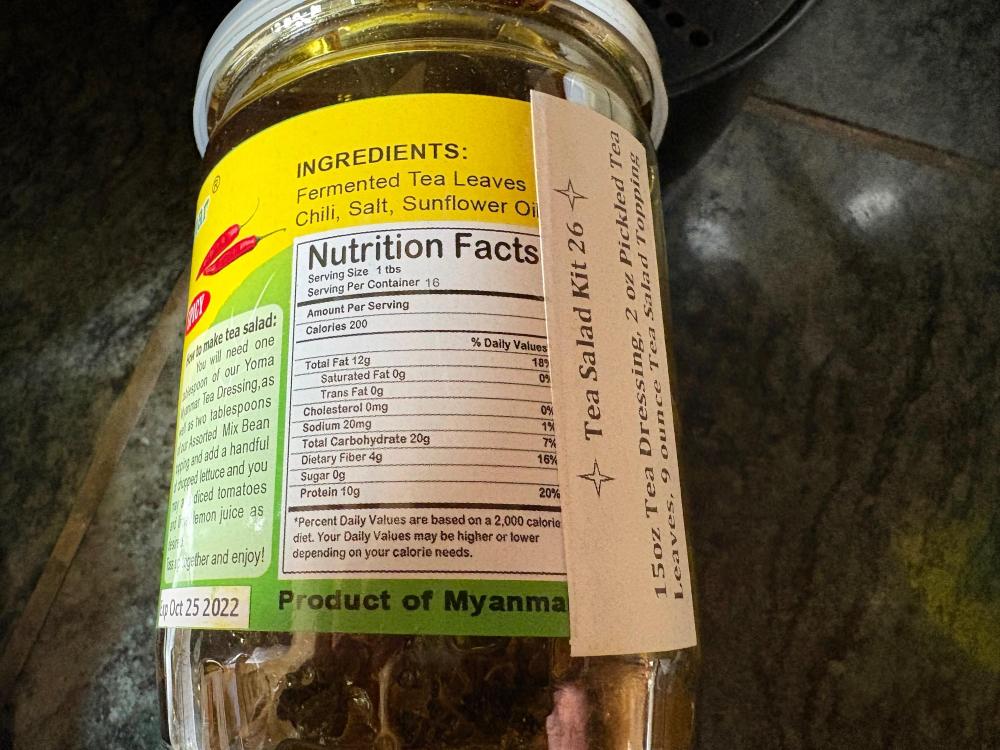 ®
SPICY
How to make tea salad:
You will need one
tablespoon of our Yoma
Myanmar Tea Dressing,as
well as two tablespoons
of our Assorted Mix Bean
topping and add a handful
of chopped lettuce and you
may diced tomatoes
and lemon juice as
together and enjoy!
Exp Oct 25 2022
INGREDIENTS:
Fermented Tea Leaves
Chili, Salt, Sunflower Oil
Nutrition Facts
Serving Size 1 tbs
Serving Per Container 16
Amount Per Serving
Calories 200
% Daily Values
Total Fat 12g 18%
Saturated Fat 0g 0%
Trans Fat 0g
Cholesterol 0mg 0%
Sodium 20mg 1%
Total Carbohydrate 20g 7%
Dietary Fiber 4g 16%
Sugar 0g
Protein 10g 20%
*Percent Daily Values are based on a 2,000 calorie
diet. Your Daily Values may be higher or lower
depending on your calorie needs.
Product of Myanma
Tea Salad Kit 26
15oz Tea Dressing, 2 oz Pickled Tea
Leaves, 9 ounce Tea Salad Topping